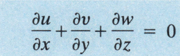 ∂u/∂x + ∂v/∂y + ∂w/∂z = 0